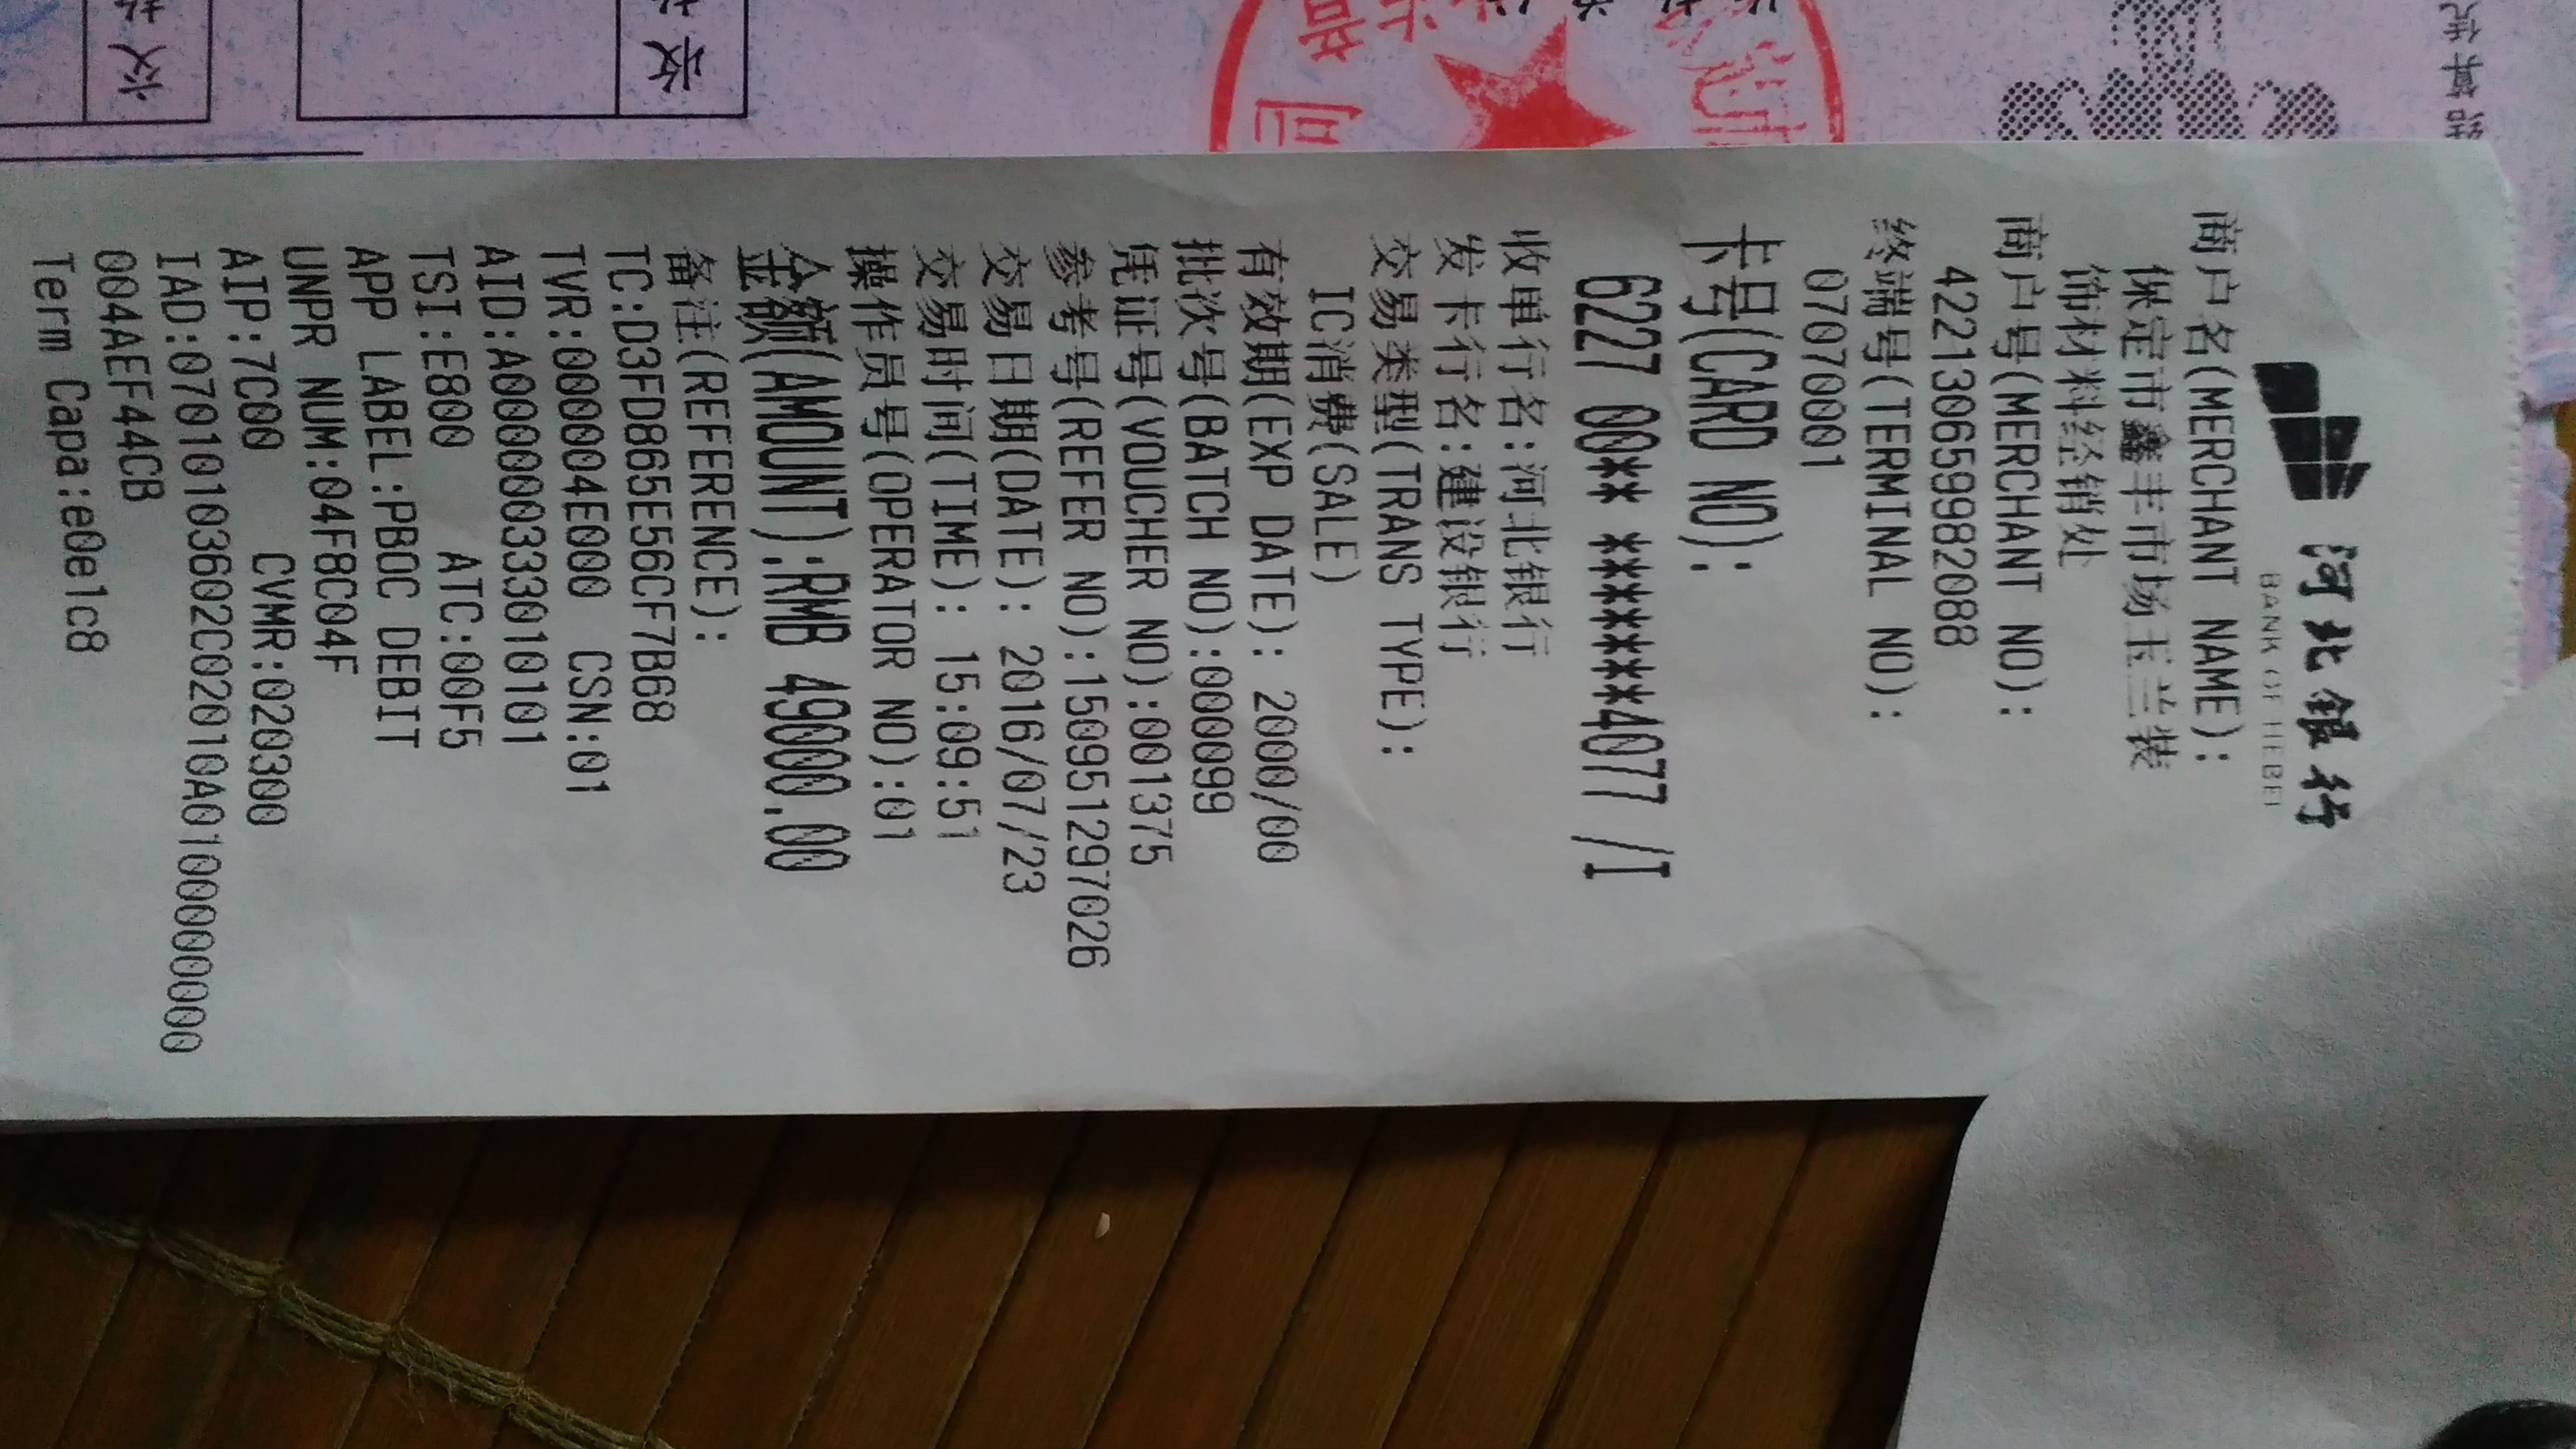 河北银行
BANK OF HEBEI
商户名(MERCHANT NAME):
保定市鑫丰市场玉兰装
饰材料经销处
商户号(MERCHANT NO):
422130659982088
终端号(TERMINAL NO):
07070001
卡号(CARD NO):
6227 00** *******4077 /I
收单行名:河北银行
发卡行名:建设银行
交易类型(TRANS TYPE):
IC消费(SALE)
有效期(EXP DATE): 2000/00
批次号(BATCH NO):000099
凭证号(VOUCHER NO):001375
参考号(REFER NO):150951297026
交易日期(DATE): 2016/07/23
交易时间(TIME): 15:09:51
操作员号(OPERATOR NO):01
金额(AMOUNT):RMB 49000.00
备注(REFERENCE):
TC:D3FD865E56CF7B68
TVR:000004E000 CSN:01
AID:A000000333010101
TSI:E800 ATC:00F5
APP LABEL:PBOC DEBIT
UNPR NUM:04F8C04F
AIP:7C00 CVMR:020300
IAD:07010103602C02010A0100000000
004AEF44CB
Term Capa:e0e1c8